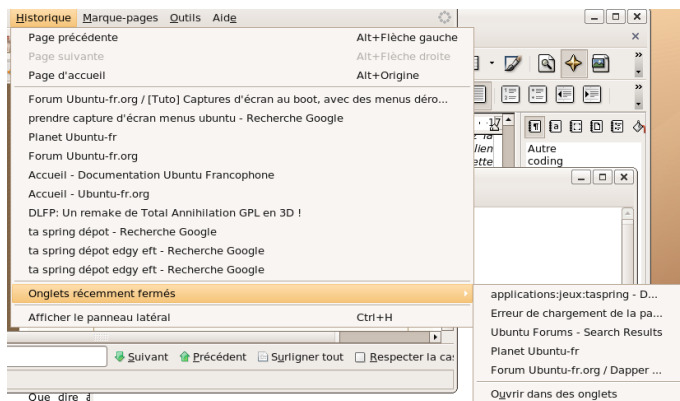 Historique Marque-pages Outils Aide
Page précédente Alt+Flèche gauche
Page suivante Alt+Flèche droite
Page d'accueil Alt+Origine
Forum Ubuntu-fr.org / [Tuto] Captures d'écran au boot, avec des menus déro...
prendre capture d'écran menus ubuntu - Recherche Google
Planet Ubuntu-fr
Forum Ubuntu-fr.org
Accueil - Documentation Ubuntu Francophone
Accueil - Ubuntu-fr.org
DLFP: Un remake de Total Annihilation GPL en 3D !
ta spring dépot - Recherche Google
ta spring dépot edgy eft - Recherche Google
ta spring dépot edgy eft - Recherche Google
Onglets récemment fermés
Afficher le panneau latéral Ctrl+H
applications:jeux:taspring - D...
Erreur de chargement de la pa...
Ubuntu Forums - Search Results
Planet Ubuntu-fr
Forum Ubuntu-fr.org / Dapper ...
Ouvrir dans des onglets
17
lien
ette
Autre
coding
Suivant Précédent Surligner tout Respecter la ca
Que dire